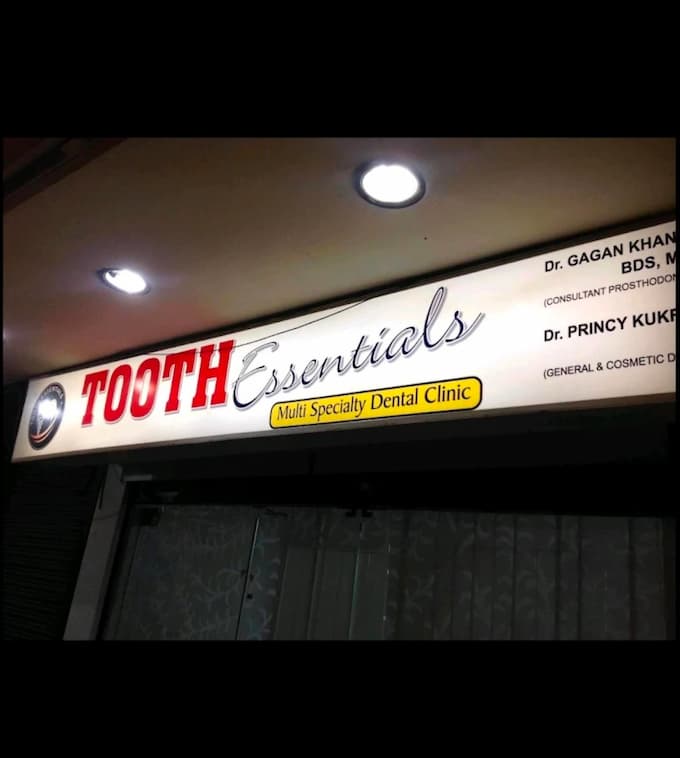 TOOTH Essentials
Multi Specialty Dental Clinic
Dr. GAGAN KHAN
BDS, M
(CONSULTANT PROSTHODON
Dr. PRINCY KUKR
(GENERAL & COSMETIC D